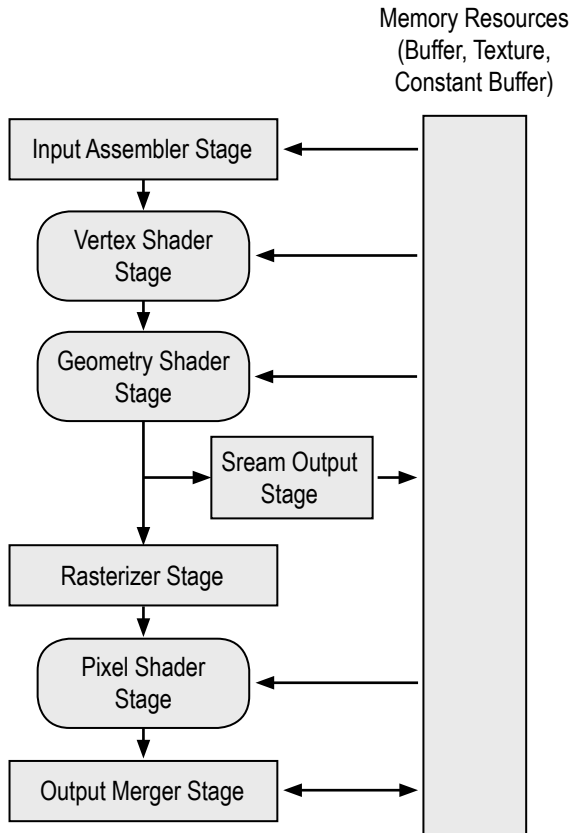 Memory Resources
(Buffer, Texture,
Constant Buffer)
Input Assembler Stage
Vertex Shader
Stage
Geometry Shader
Stage
Sream Output
Stage
Rasterizer Stage
Pixel Shader
Stage
Output Merger Stage